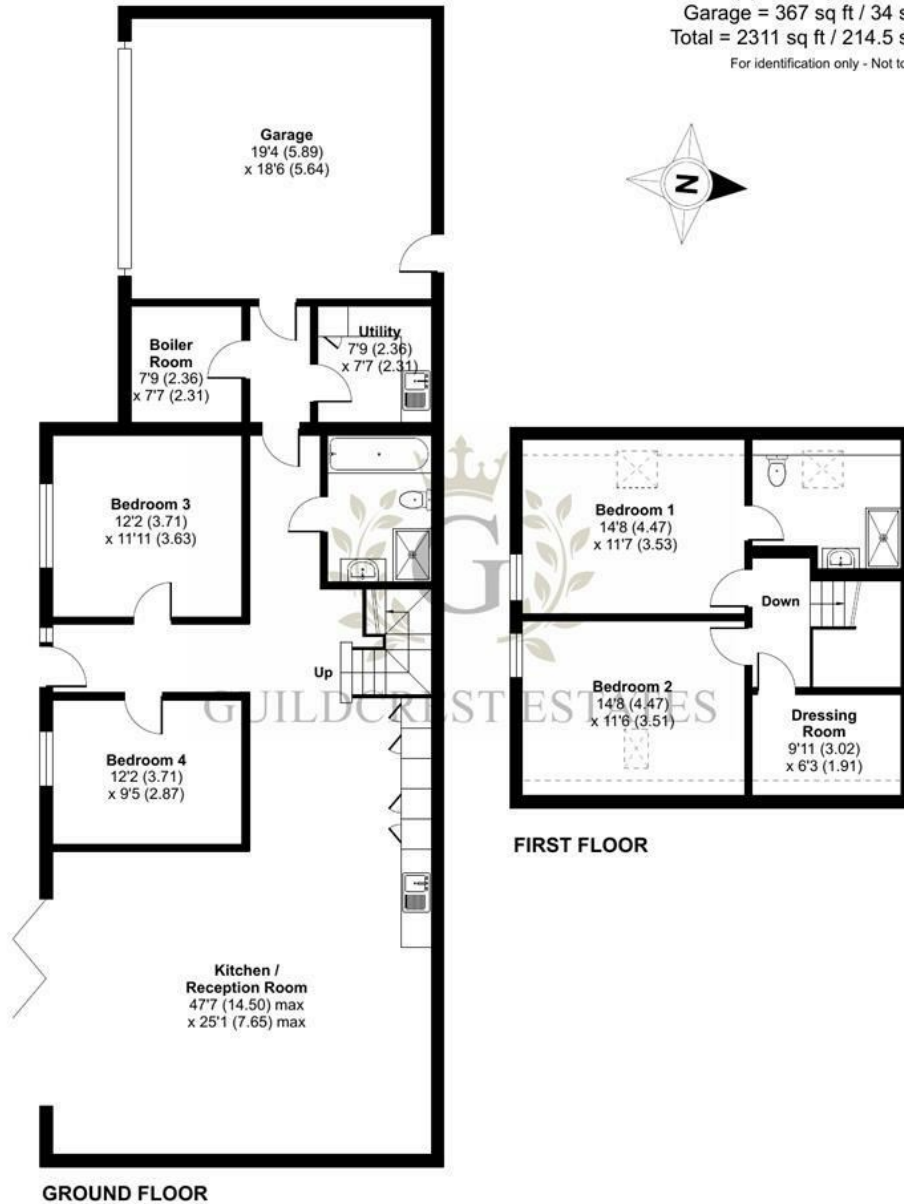 Garage = 367 sq ft / 34 s
Total = 2311 sq ft / 214.5 s
For identification only - Not to
N
Garage
19'4 (5.89)
x 18'6 (5.64)
Boiler
Room
7'9 (2.36)
x 7'7 (2.31)
Utility
7'9 (2.36)
x 7'7 (2.31)
Bedroom 3
12'2 (3.71)
x 11'11 (3.63)
Up
Bedroom 4
12'2 (3.71)
x 9'5 (2.87)
Kitchen /
Reception Room
47'7 (14.50) max
x 25'1 (7.65) max
GROUND FLOOR
Bedroom 1
14'8 (4.47)
x 11'7 (3.53)
Down
Bedroom 2
14'8 (4.47)
x 11'6 (3.51)
Dressing
Room
9'11 (3.02)
x 6'3 (1.91)
FIRST FLOOR
G
GUILDCREST ESTATES